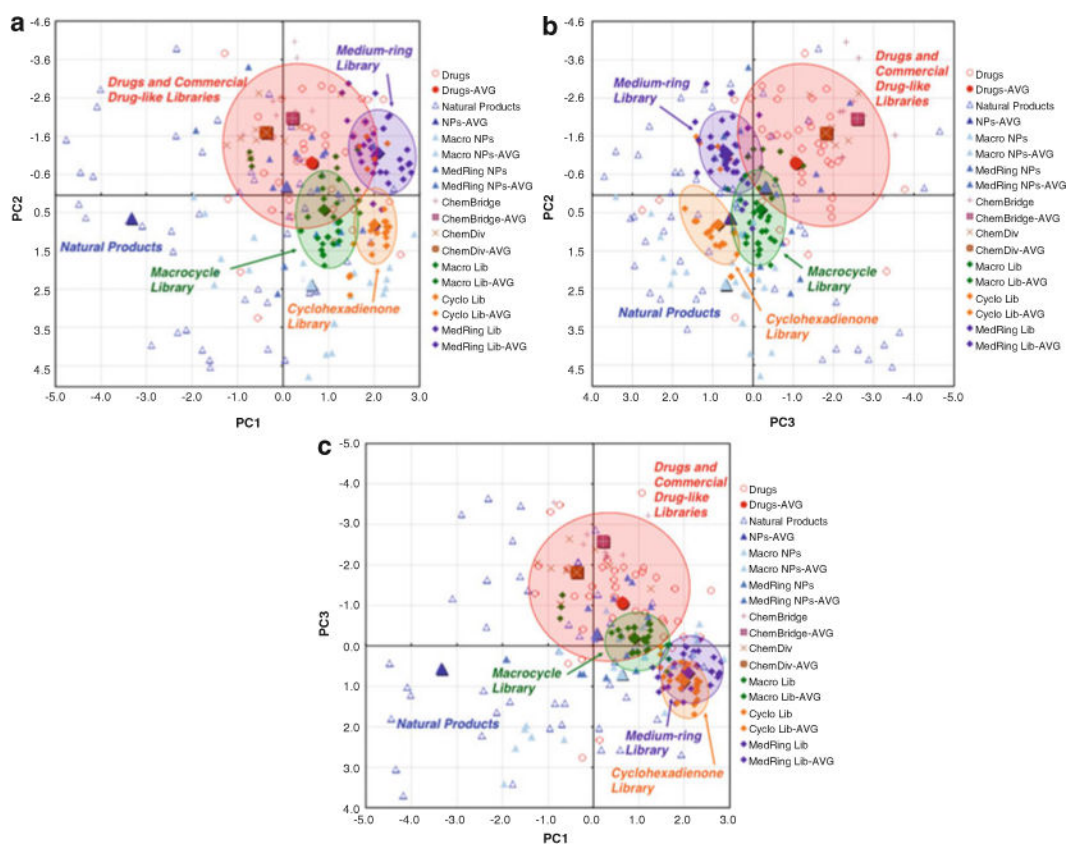 a
-4.6
-3.6
-2.6
-1.6
-0.6
0.5
1.5
2.5
3.5
4.5
PC2
-5.0 -4.0 -3.0 -2.0 -1.0 0.0 1.0 2.0 3.0
PC1
Medium-ring
Library
Drugs and Commercial
Drug-like Libraries
Natural Products
Macrocycle
Library
Cyclohexadienone
Library
Drugs
Drugs-AVG
Natural Products
NPs-AVG
Macro NPs
Macro NPs-AVG
MedRing NPs
MedRing NPs-AVG
ChemBridge
ChemBridge-AVG
ChemDiv
ChemDiv-AVG
Macro Lib
Macro Lib-AVG
Cyclo Lib
Cyclo Lib-AVG
MedRing Lib
MedRing Lib-AVG
b
-4.6
-3.6
-2.6
-1.6
-0.6
0.5
1.5
2.5
3.5
4.5
PC2
4.0 3.0 2.0 1.0 0.0 -1.0 -2.0 -3.0 -4.0 -5.0
PC3
Drugs and
Commercial
Drug-like
Libraries
Medium-ring
Library
Macrocycle
Library
Natural Products
Cyclohexadienone
Library
Drugs
Drugs-AVG
Natural Products
NPs-AVG
Macro NPs
Macro NPs-AVG
MedRing NPs
MedRing NPs-AVG
ChemBridge
ChemBridge-AVG
ChemDiv
ChemDiv-AVG
Macro Lib
Macro Lib-AVG
Cyclo Lib
Cyclo Lib-AVG
MedRing Lib
MedRing Lib-AVG
c
-5.0
-4.0
-3.0
-2.0
-1.0
0.0
1.0
2.0
3.0
4.0
PC3
-5.0 -4.0 -3.0 -2.0 -1.0 0.0 1.0 2.0 3.0
PC1
Drugs and
Commercial
Drug-like
Libraries
Macrocycle
Library
Natural Products
Medium-ring
Library
Cyclohexadienone
Library
Drugs
Drugs-AVG
Natural Products
NPs-AVG
Macro NPs
Macro NPs-AVG
MedRing NPs
MedRing NPs-AVG
ChemBridge
ChemBridge-AVG
ChemDiv
ChemDiv-AVG
Macro Lib
Macro Lib-AVG
Cyclo Lib
Cyclo Lib-AVG
MedRing Lib
MedRing Lib-AVG